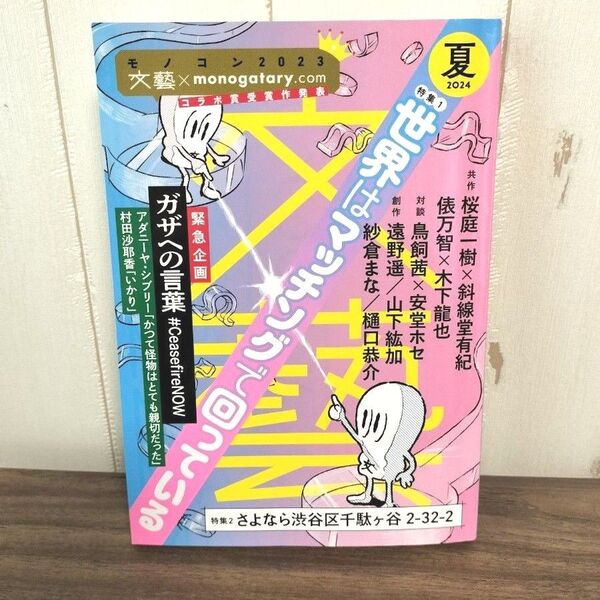 モノコン2023
文藝×monogatary.com
コラボ賞受賞作発表
夏
2024
特集1
世界はマッチングで回っている
共作
桜庭一樹×斜線堂有紀
俵万智×木下龍也
対談
鳥飼茜×安堂ホセ
創作
遠野遥/山下紘加
紗倉まな/樋口恭介
緊急企画
ガザへの言葉 #CeasefireNOW
アダニーヤ・シブリー「かつて怪物はとても親切だった」
村田沙耶香「いかり」
文藝
特集2 さよなら渋谷区千駄ヶ谷2-32-2